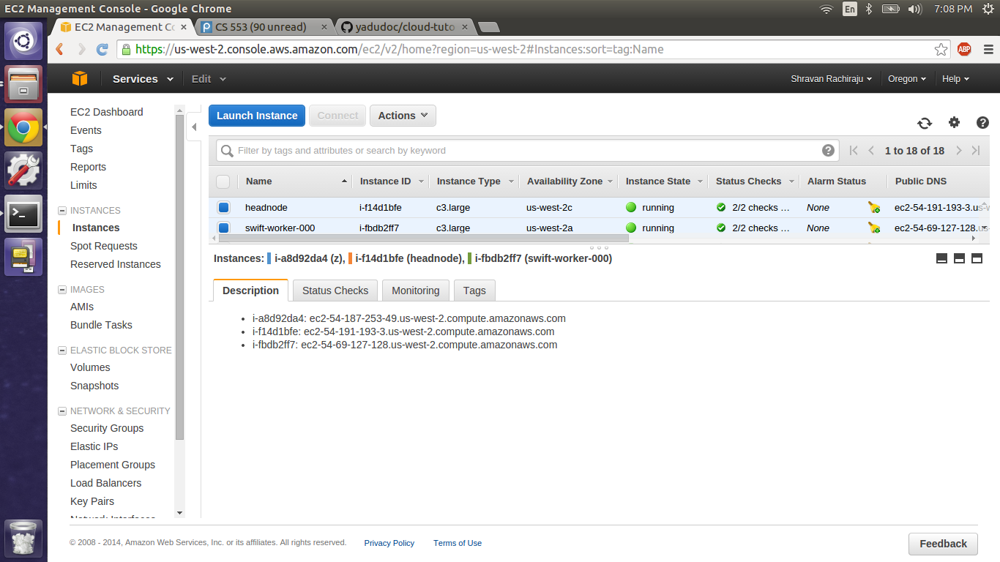 EC2 Management Console - Google Chrome
En
7:08 PM
EC2 Management Co
CS 553 (90 unread)
yadudoc/cloud-tuto
https://us-west-2.console.aws.amazon.com/ec2/v2/home?region=us-west-2#Instances:sort=tag:Name
ABP
Services
Edit
Shravan Rachiraju
Oregon
Help
EC2 Dashboard
Events
Tags
Reports
Limits
INSTANCES
Instances
Spot Requests
Reserved Instances
IMAGES
AMIs
Bundle Tasks
ELASTIC BLOCK STORE
Volumes
Snapshots
NETWORK & SECURITY
Security Groups
Elastic IPs
Placement Groups
Load Balancers
Key Pairs
Network Interfaces
Launch Instance
Connect
Actions
Filter by tags and attributes or search by keyword
1 to 18 of 18
Name Instance ID Instance Type Availability Zone Instance State Status Checks Alarm Status Public DNS
headnode i-f14d1bfe c3.large us-west-2c running 2/2 checks ... None ec2-54-191-193-3.us-w
swift-worker-000 i-fbdb2ff7 c3.large us-west-2a running 2/2 checks ... None ec2-54-69-127-128.us-
Instances: i-a8d92da4 (z), i-f14d1bfe (headnode), i-fbdb2ff7 (swift-worker-000)
Description
Status Checks
Monitoring
Tags
i-a8d92da4: ec2-54-187-253-49.us-west-2.compute.amazonaws.com
i-f14d1bfe: ec2-54-191-193-3.us-west-2.compute.amazonaws.com
i-fbdb2ff7: ec2-54-69-127-128.us-west-2.compute.amazonaws.com
© 2008 - 2014, Amazon Web Services, Inc. or its affiliates. All rights reserved.
Privacy Policy
Terms of Use
Feedback